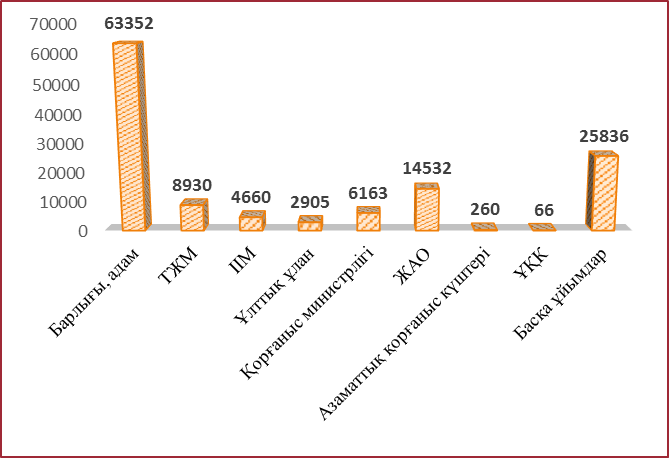 70000
60000
50000
40000
30000
20000
10000
0
63352
8930
4660
2905
6163
14532
260
66
25836
Барлығы, адам
ТЖМ
ІІМ
Ұлттық ұлан
Қорғаныс министрлігі
ЖАО
Азаматтық қорғаныс күштері
ҰҚК
Басқа ұйымдар